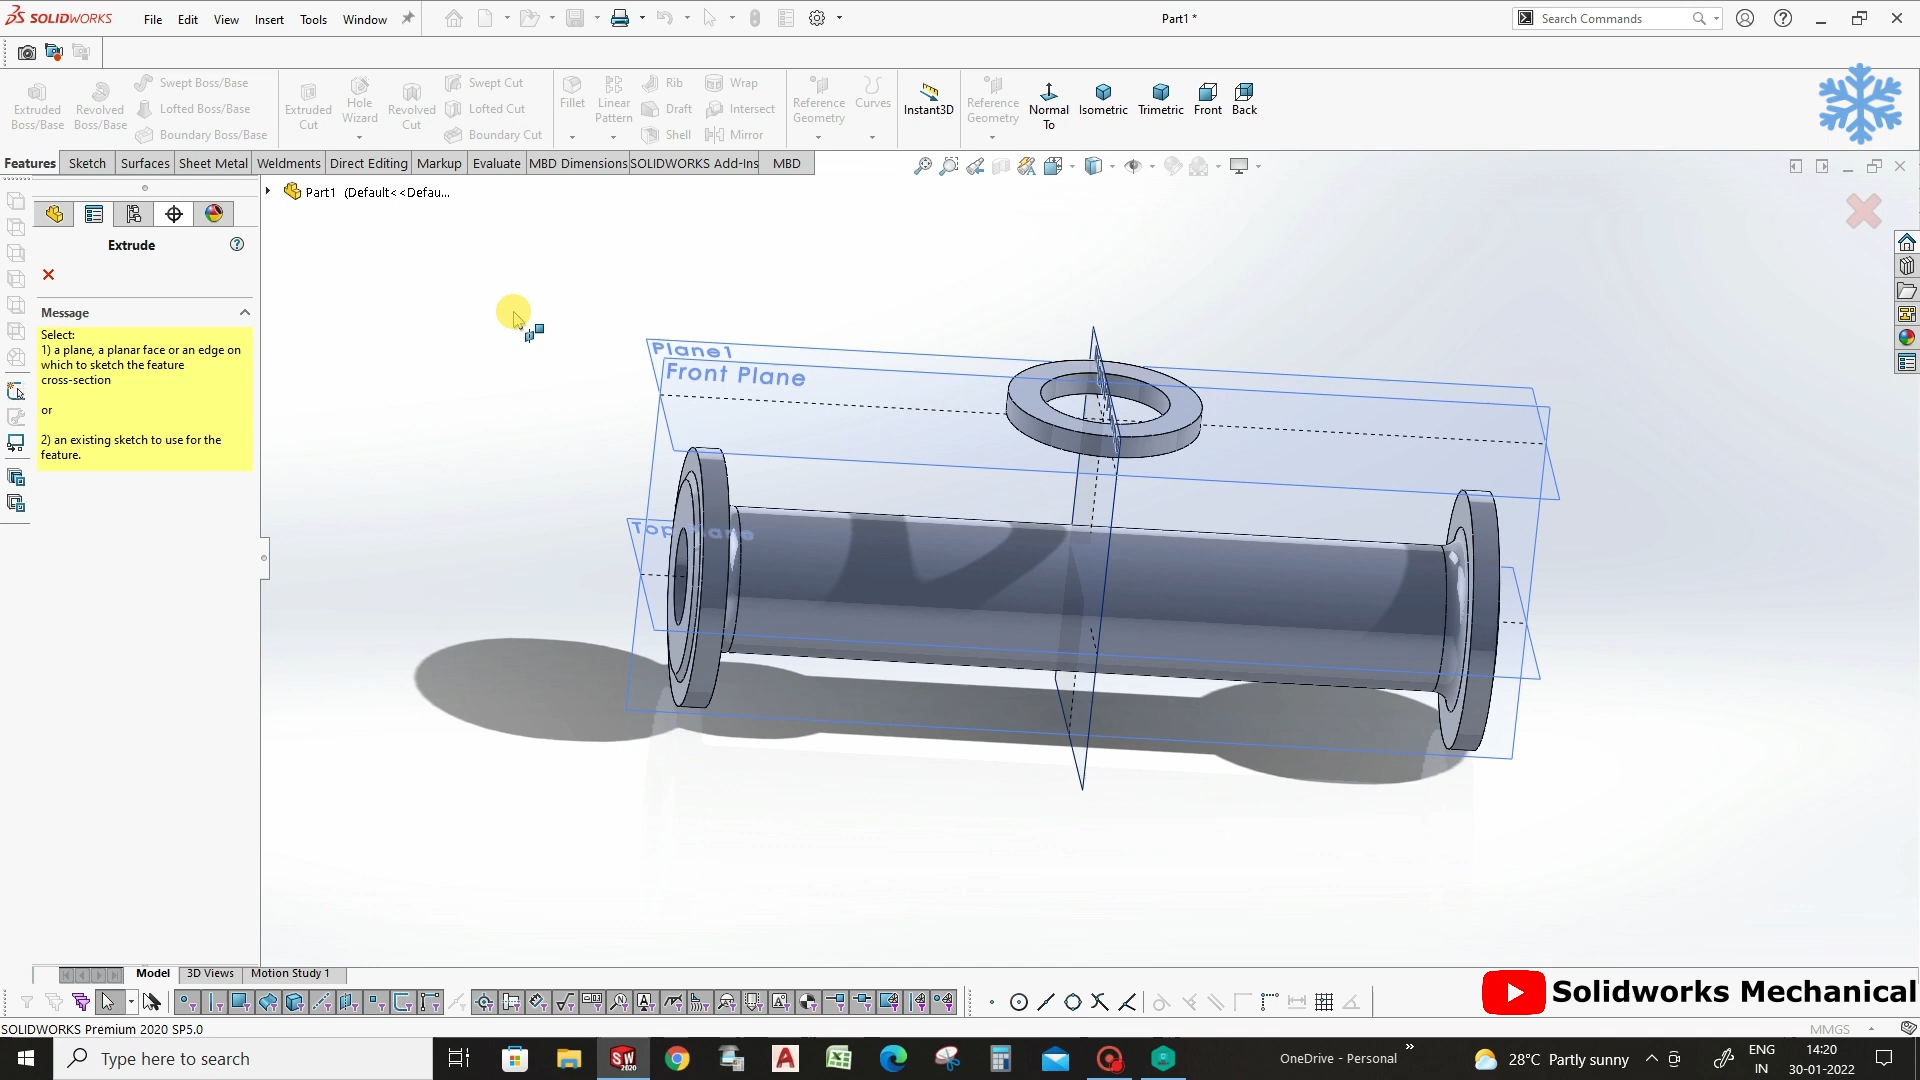 SOLIDWORKS
File Edit View Insert Tools Window
Part1 *
Search Commands
Extruded Boss/Base
Revolved Boss/Base
Swept Boss/Base
Lofted Boss/Base
Boundary Boss/Base
Extruded Cut
Hole Wizard
Revolved Cut
Swept Cut
Lofted Cut
Boundary Cut
Fillet
Linear Pattern
Rib
Draft
Shell
Wrap
Intersect
Mirror
Reference Geometry
Curves
Instant3D
Reference Geometry
Normal To
Isometric
Trimetric
Front
Back
Features Sketch Surfaces Sheet Metal Weldments Direct Editing Markup Evaluate MBD Dimensions SOLIDWORKS Add-Ins MBD
Part1 (Default< <Defau...
Extrude
Message
Select:
1) a plane, a planar face or an edge on
which to sketch the feature
cross-section
or
2) an existing sketch to use for the
feature.
Plane1
Front Plane
Top Plane
Model 3D Views Motion Study 1
Solidworks Mechanical
SOLIDWORKS Premium 2020 SP5.0
MMGS
Type here to search
OneDrive - Personal
28°C Partly sunny
ENG
IN
14:20
30-01-2022